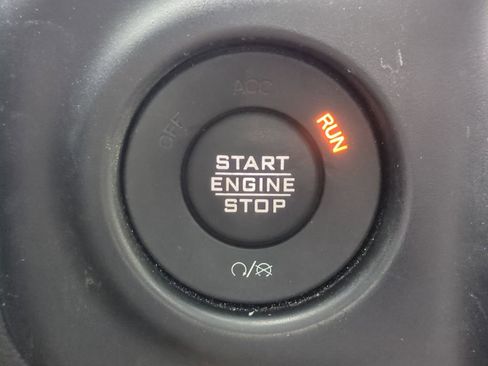 ACC
OFF
RUN
START
ENGINE
STOP